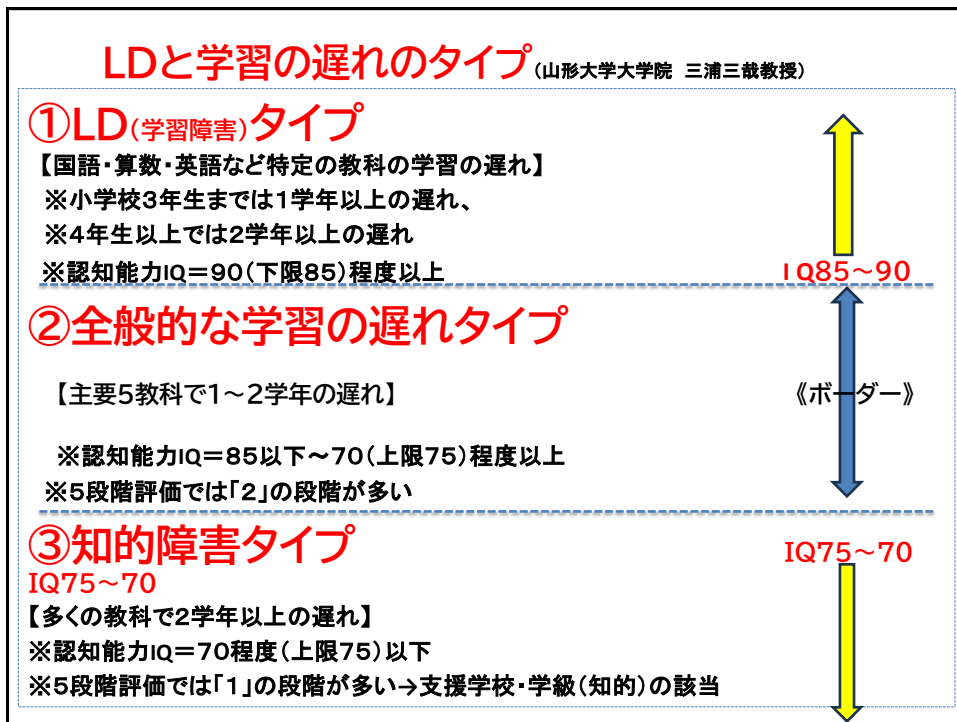 LDと学習の遅れのタイプ(山形大学大学院 三浦三哉教授)
①LD(学習障害)タイプ
【国語・算数・英語など特定の教科の学習の遅れ】
※小学校3年生までは1学年以上の遅れ、
※4年生以上では2学年以上の遅れ
※認知能力IQ=90(下限85)程度以上
IQ85～90
②全般的な学習の遅れタイプ
【主要5教科で1～2学年の遅れ】
《ボーダー》
※認知能力IQ=85以下～70(上限75)程度以上
※5段階評価では「2」の段階が多い
③知的障害タイプ
IQ75～70
IQ75～70
【多くの教科で2学年以上の遅れ】
※認知能力IQ=70程度(上限75)以下
※5段階評価では「1」の段階が多い→支援学校・学級(知的)の該当